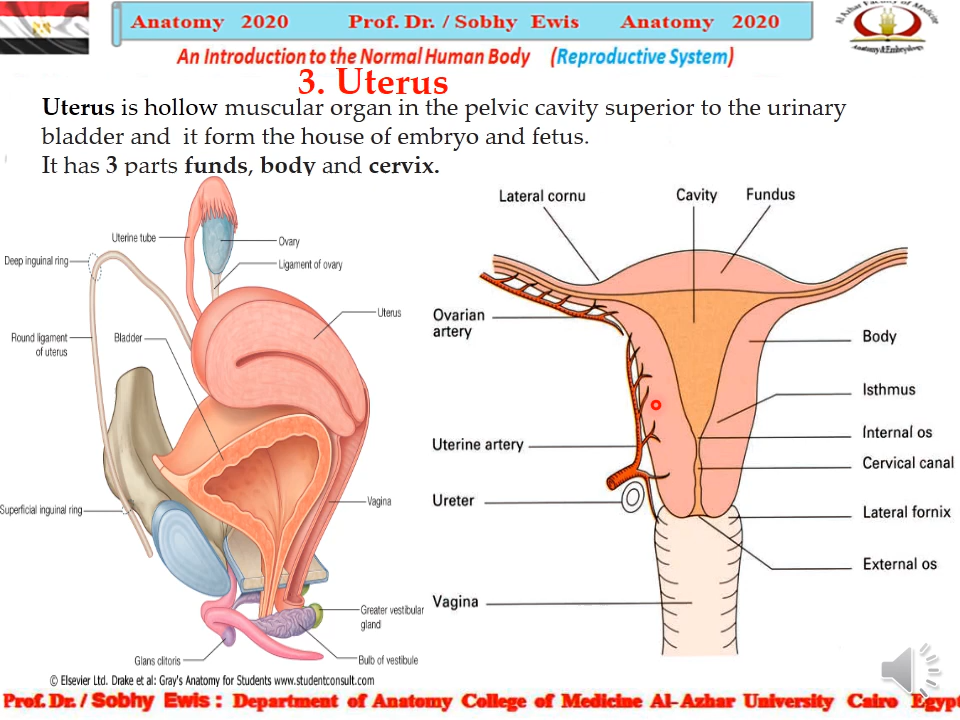 Anatomy 2020 Prof. Dr. / Sobhy Ewis Anatomy 2020
An Introduction to the Normal Human Body (Reproductive System)
3. Uterus
Uterus is hollow muscular organ in the pelvic cavity superior to the urinary
bladder and it form the house of embryo and fetus.
It has 3 parts funds, body and cervix.
Uterine tube
Ovary
Deep inguinal ring
Ligament of ovary
Uterus
Round ligament
of uterus
Bladder
Superficial inguinal ring
Vagina
Greater vestibular
gland
Glans clitoris
Bulb of vestibule
© Elsevier Ltd. Drake et al: Gray's Anatomy for Students www.studentconsult.com
Lateral cornu
Cavity
Fundus
Ovarian
artery
Body
Isthmus
Internal os
Uterine artery
Cervical canal
Ureter
Lateral fornix
External os
Vagina
Prof. Dr. / Sobhy Ewis : Department of Anatomy College of Medicine Al-Azhar University Cairo Egypt